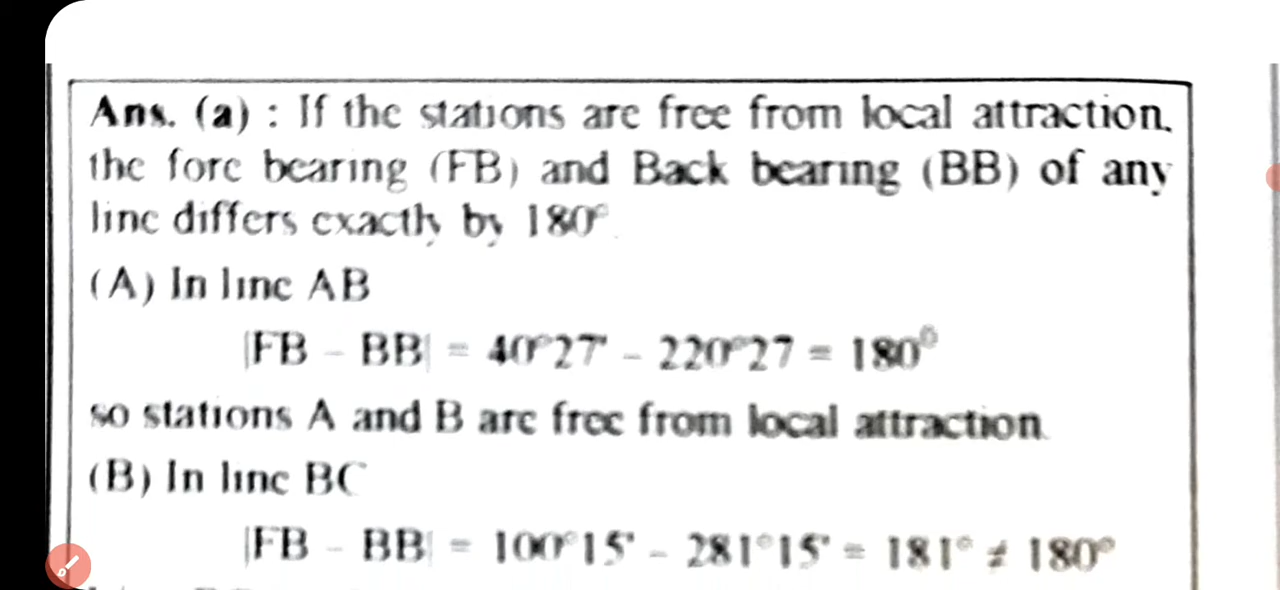 Ans. (a) : If the stations are free from local attraction,
the fore bearing (FB) and Back bearing (BB) of any
line differs exactly by 180°.
(A) In line AB
|FB – BB| = 40°27' – 220°27 = 180⁰
so stations A and B are free from local attraction.
(B) In line BC
|FB – BB| = 100°15' – 281°15' = 181° ≠ 180°